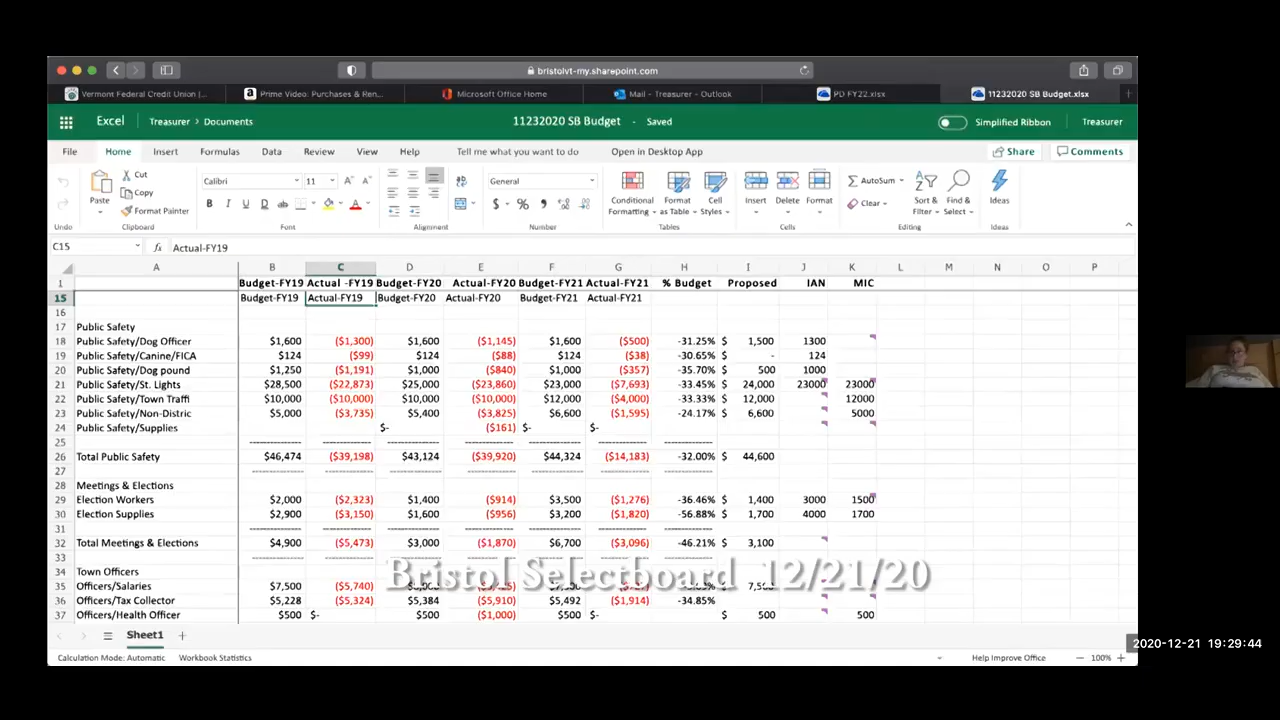 bristolvt-my.sharepoint.com
Vermont Federal Credit Union |... Prime Video: Purchases & Ren... Microsoft Office Home Mail - Treasurer - Outlook PD FY22.xlsx 11232020 SB Budget.xlsx
Excel Treasurer > Documents 11232020 SB Budget - Saved Simplified Ribbon Treasurer
File Home Insert Formulas Data Review View Help Tell me what you want to do Open in Desktop App Share Comments
Paste Cut Copy Format Painter Calibri 11 B I U D ab General $ % Conditional Formatting Format as Table Cell Styles Insert Delete Format AutoSum Clear Sort & Filter Find & Select Ideas
Undo Clipboard Font Alignment Number Tables Cells Editing Ideas
C15 fx Actual-FY19
A B C D E F G H I J K L M N O P
1 Budget-FY19 Actual -FY19 Budget-FY20 Actual-FY20 Budget-FY21 Actual-FY21 % Budget Proposed IAN MIC
15 Budget-FY19 Actual-FY19 Budget-FY20 Actual-FY20 Budget-FY21 Actual-FY21
16
17 Public Safety
18 Public Safety/Dog Officer $1,600 ($1,300) $1,600 ($1,145) $1,600 ($500) -31.25% $ 1,500 1300
19 Public Safety/Canine/FICA $124 ($99) $124 ($88) $124 ($38) -30.65% $ - 124
20 Public Safety/Dog pound $1,250 ($1,191) $1,000 ($840) $1,000 ($357) -35.70% $ 500 1000
21 Public Safety/St. Lights $28,500 ($22,873) $25,000 ($23,860) $23,000 ($7,693) -33.45% $ 24,000 23000 23000
22 Public Safety/Town Traffi $10,000 ($10,000) $10,000 ($10,000) $12,000 ($4,000) -33.33% $ 12,000 12000
23 Public Safety/Non-Distric $5,000 ($3,735) $5,400 ($3,825) $6,600 ($1,595) -24.17% $ 6,600 5000
24 Public Safety/Supplies $- ($161) $- $-
25 -------------- -------------- -------------- -------------- -------------- -------------- --------------
26 Total Public Safety $46,474 ($39,198) $43,124 ($39,920) $44,324 ($14,183) -32.00% $ 44,600
27 -------------- -------------- -------------- -------------- -------------- -------------- --------------
28 Meetings & Elections
29 Election Workers $2,000 ($2,323) $1,400 ($914) $3,500 ($1,276) -36.46% $ 1,400 3000 1500
30 Election Supplies $2,900 ($3,150) $1,600 ($956) $3,200 ($1,820) -56.88% $ 1,700 4000 1700
31 -------------- -------------- -------------- -------------- -------------- -------------- --------------
32 Total Meetings & Elections $4,900 ($5,473) $3,000 ($1,870) $6,700 ($3,096) -46.21% $ 3,100
33 -------------- -------------- -------------- -------------- -------------- -------------- --------------
34 Town Officers
Bristol Selectboard 12/21/20
35 Officers/Salaries $7,500 ($5,740) $
36 Officers/Tax Collector $5,228 ($5,324) $5,384 ($5,910) $5,492 ($1,914) -34.85%
37 Officers/Health Officer $500 $- $500 ($1,000) $500 $- $ 500 500
Sheet1
2020-12-21 19:29:44
Calculation Mode: Automatic Workbook Statistics Help Improve Office 100%